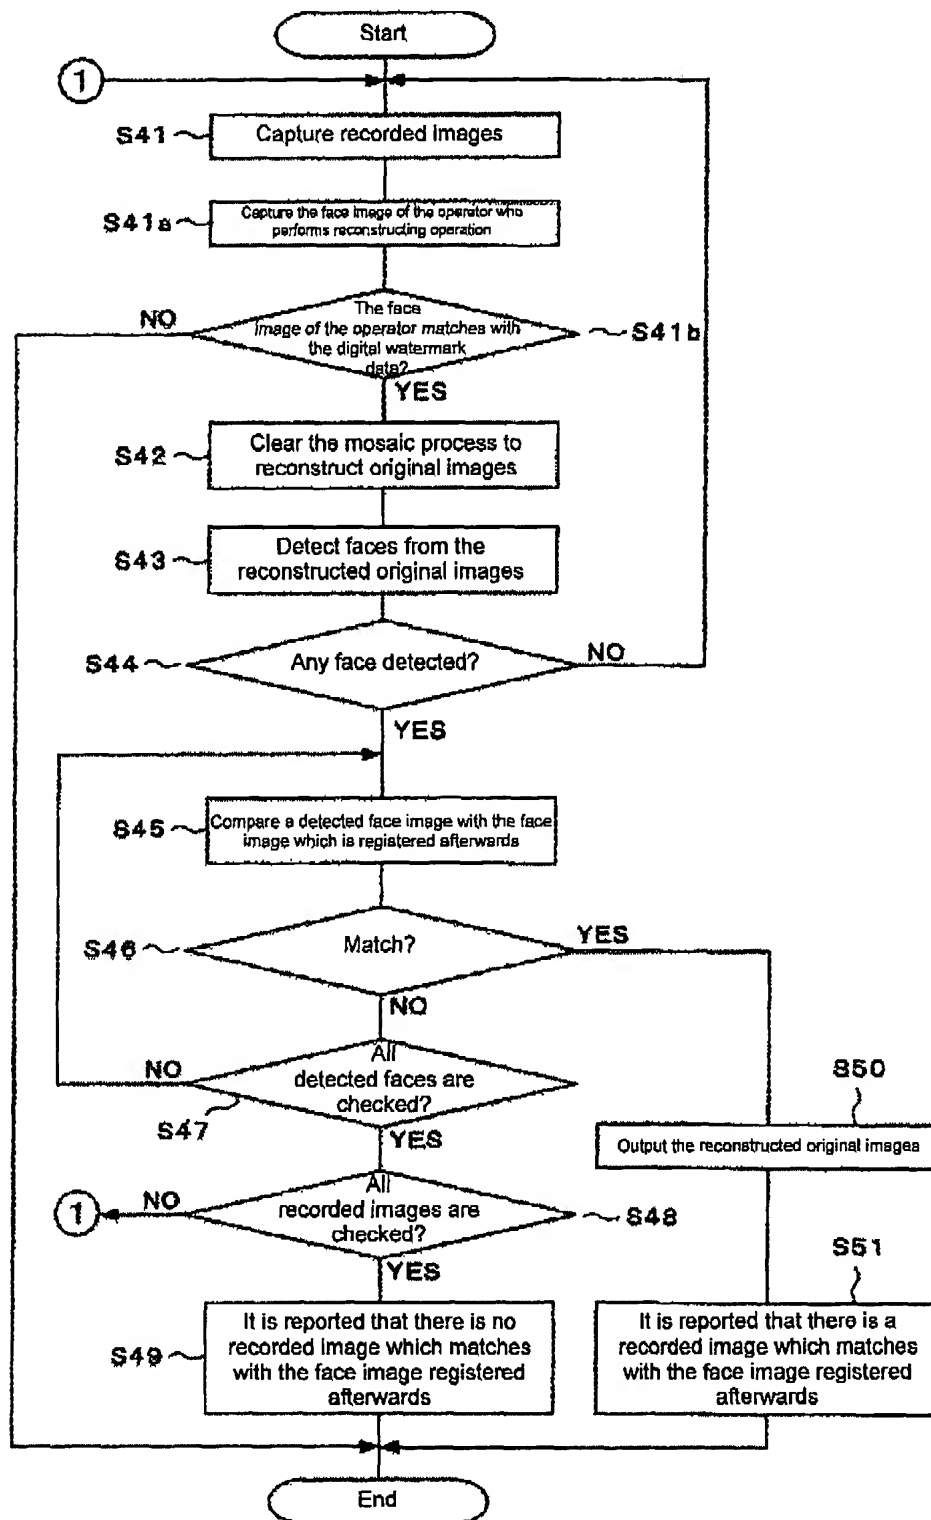 Start
1
S41
Capture recorded images
S41a
Capture the face image of the operator who
performs reconstructing operation
NO
The face
image of the operator matches with
the digital watermark
data?
S41b
YES
S42
Clear the mosaic process to
reconstruct original images
S43
Detect faces from the
reconstructed original images
S44
Any face detected?
NO
YES
S45
Compare a detected face image with the face
image which is registered afterwards
S46
Match?
YES
NO
NO
All
detected faces are
checked?
S47
YES
S50
Output the reconstructed original images
1
NO
All
recorded images are
checked?
S48
YES
S51
S49
It is reported that there is no
recorded image which matches
with the face image registered
afterwards
It is reported that there is a
recorded image which matches
with the face image registered
afterwards
End